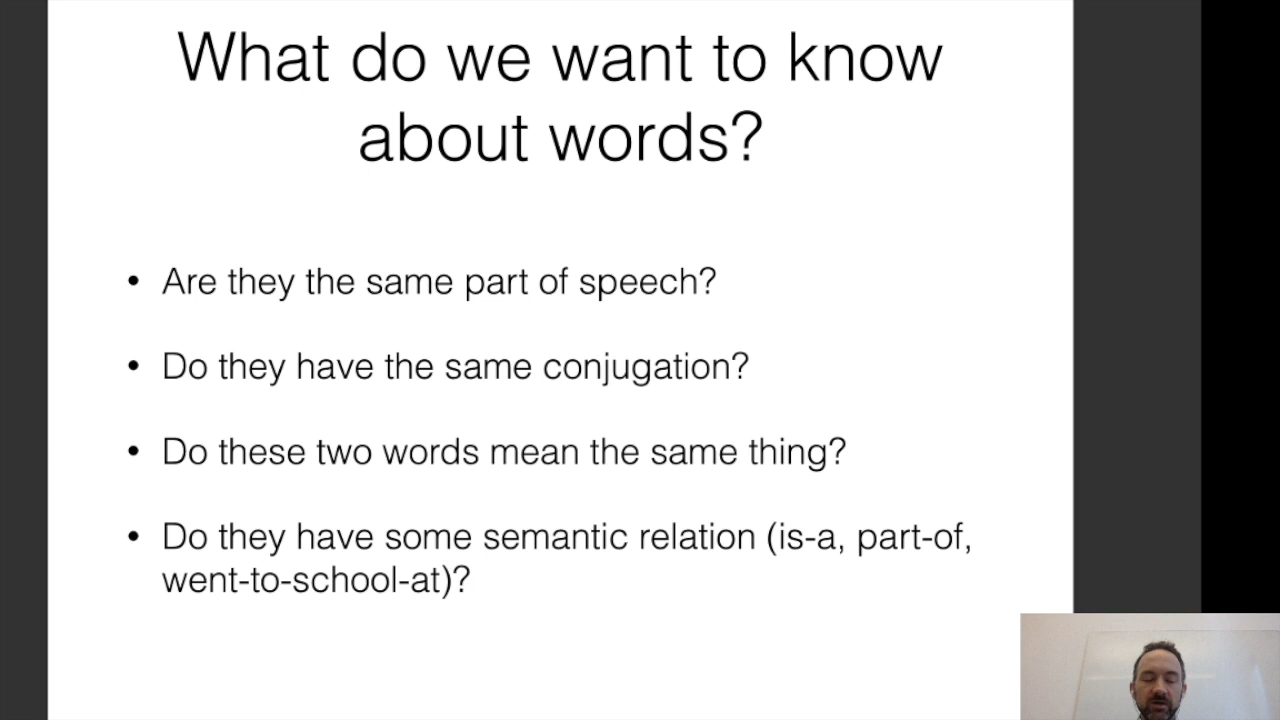 What do we want to know
about words?
• Are they the same part of speech?
• Do they have the same conjugation?
• Do these two words mean the same thing?
• Do they have some semantic relation (is-a, part-of,
went-to-school-at)?